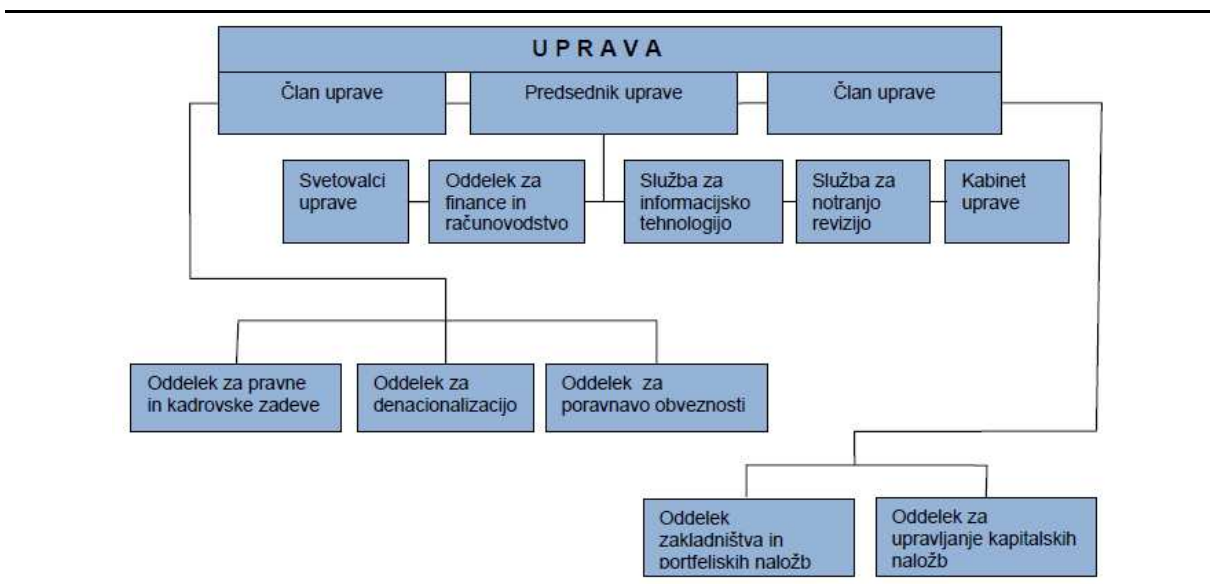 U P R A V A
Član uprave
Predsednik uprave
Član uprave
Svetovalci
uprave
Oddelek za
finance in
računovodstvo
Služba za
informacijsko
tehnologijo
Služba za
notranjo
revizijo
Kabinet
uprave
Oddelek za pravne
in kadrovske zadeve
Oddelek za
denacionalizacijo
Oddelek za
poravnavo obveznosti
Oddelek
zakladništva in
portfeljskih naložb
Oddelek za
upravljanje kapitalskih
naložb